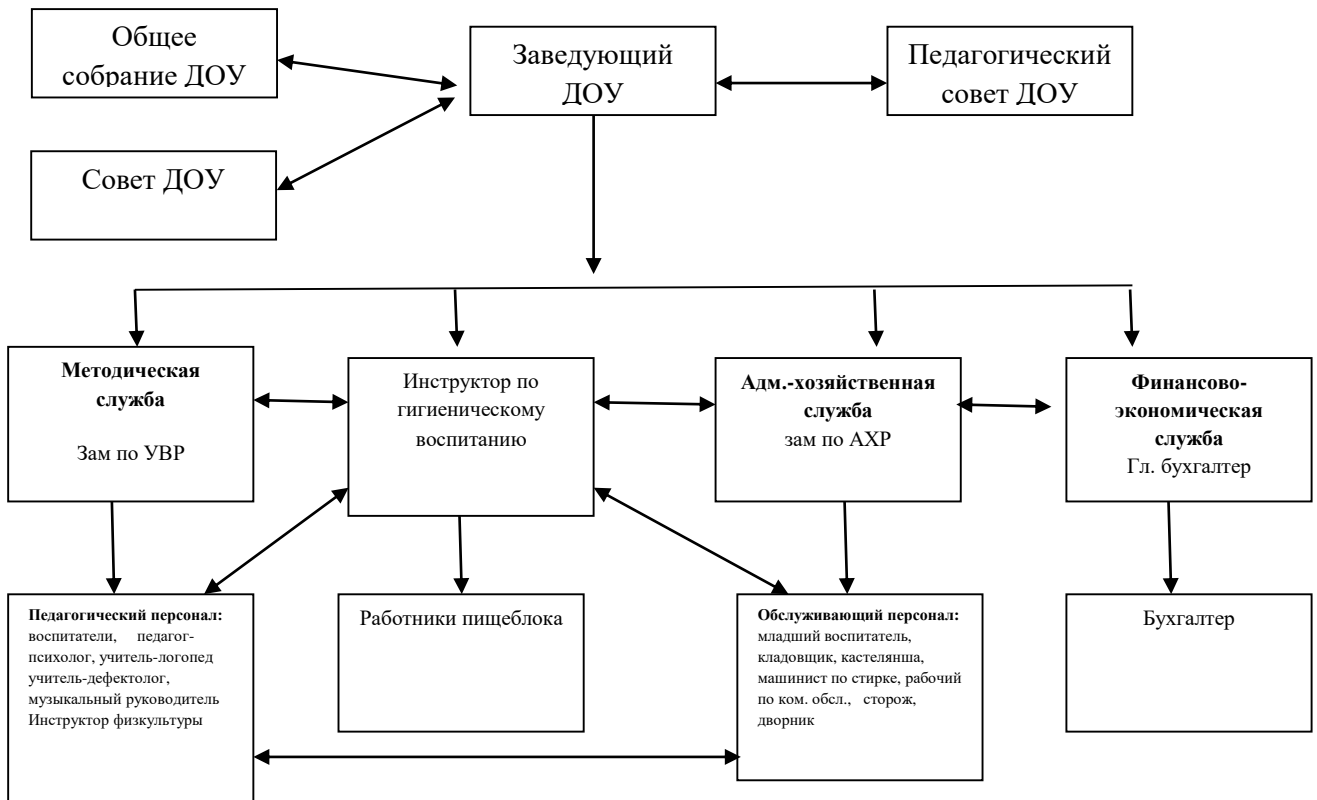 Общее
собрание ДОУ
Заведующий
ДОУ
Педагогический
совет ДОУ
Совет ДОУ
Методическая
служба
Зам по УВР
Инструктор по
гигиеническому
воспитанию
Адм.-хозяйственная
служба
зам по АХР
Финансово-
экономическая
служба
Гл. бухгалтер
Педагогический персонал:
воспитатели, педагог-
психолог, учитель-логопед
учитель-дефектолог,
музыкальный руководитель
Инструктор физкультуры
Работники пищеблока
Обслуживающий персонал:
младший воспитатель,
кладовщик, кастелянша,
машинист по стирке, рабочий
по ком. обсл., сторож,
дворник
Бухгалтер